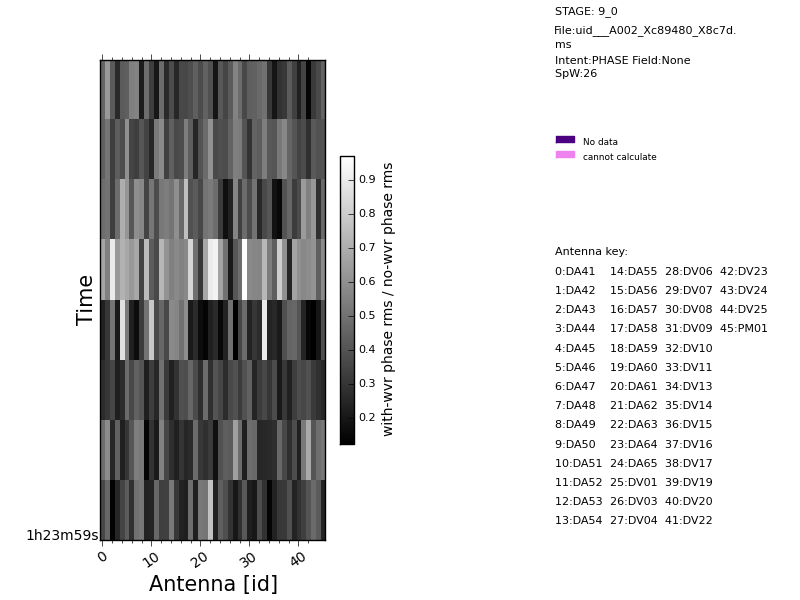 STAGE: 9_0
File:uid___A002_Xc89480_X8c7d.
ms
Intent:PHASE Field:None
SpW:26
No data
cannot calculate
0.9
0.8
0.7
0.6
0.5
0.4
0.3
0.2
with-wvr phase rms / no-wvr phase rms
Time
1h23m59s
0 10 20 30 40
Antenna [id]
Antenna key:
0:DA41 14:DA55 28:DV06 42:DV23
1:DA42 15:DA56 29:DV07 43:DV24
2:DA43 16:DA57 30:DV08 44:DV25
3:DA44 17:DA58 31:DV09 45:PM01
4:DA45 18:DA59 32:DV10
5:DA46 19:DA60 33:DV11
6:DA47 20:DA61 34:DV13
7:DA48 21:DA62 35:DV14
8:DA49 22:DA63 36:DV15
9:DA50 23:DA64 37:DV16
10:DA51 24:DA65 38:DV17
11:DA52 25:DV01 39:DV19
12:DA53 26:DV03 40:DV20
13:DA54 27:DV04 41:DV22